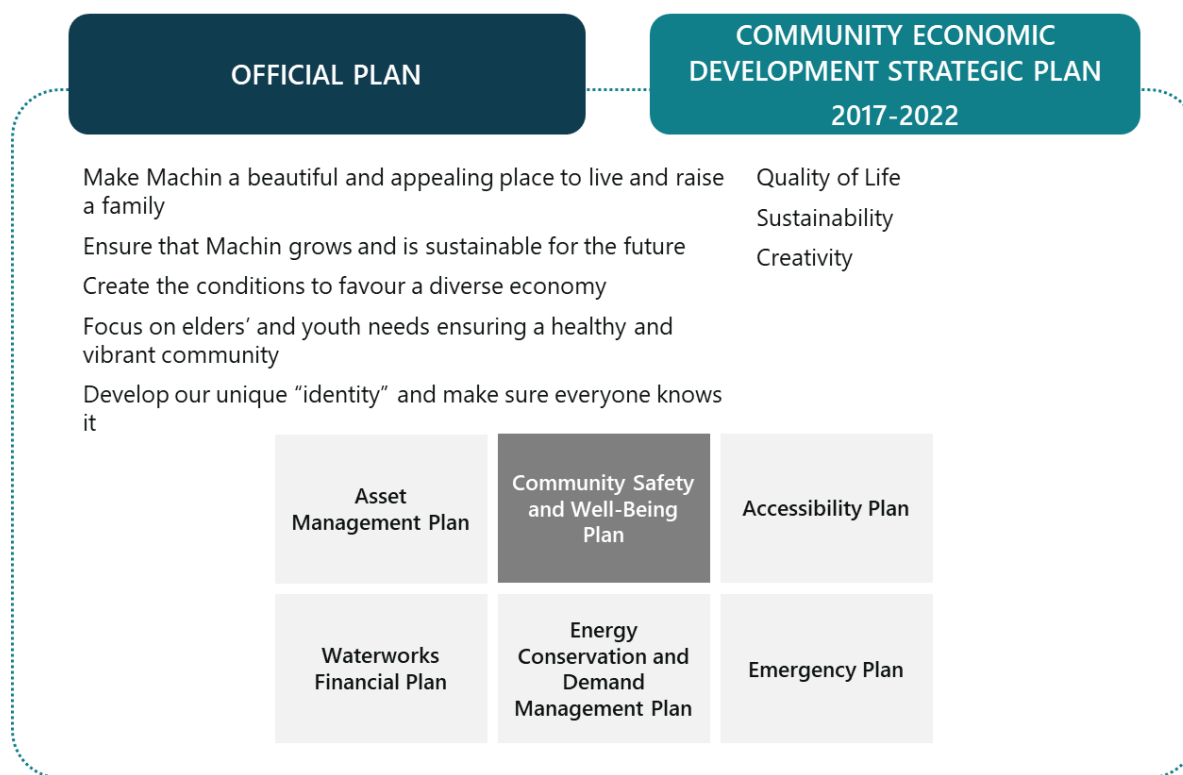 OFFICIAL PLAN
COMMUNITY ECONOMIC
DEVELOPMENT STRATEGIC PLAN
2017-2022
Make Machin a beautiful and appealing place to live and raise
a family
Ensure that Machin grows and is sustainable for the future
Create the conditions to favour a diverse economy
Focus on elders’ and youth needs ensuring a healthy and
vibrant community
Develop our unique “identity” and make sure everyone knows
it
Quality of Life
Sustainability
Creativity
Asset
Management Plan
Community Safety
and Well-Being
Plan
Accessibility Plan
Waterworks
Financial Plan
Energy
Conservation and
Demand
Management Plan
Emergency Plan